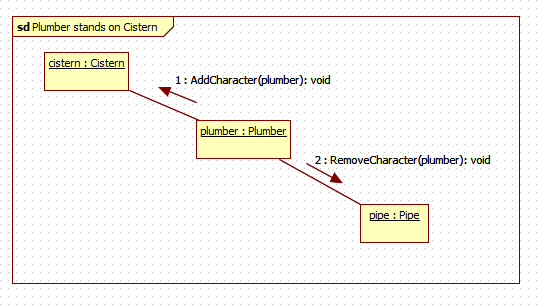 sd Plumber stands on Cistern
cistern : Cistern
1 : AddCharacter(plumber): void
plumber : Plumber
2 : RemoveCharacter(plumber): void
pipe : Pipe